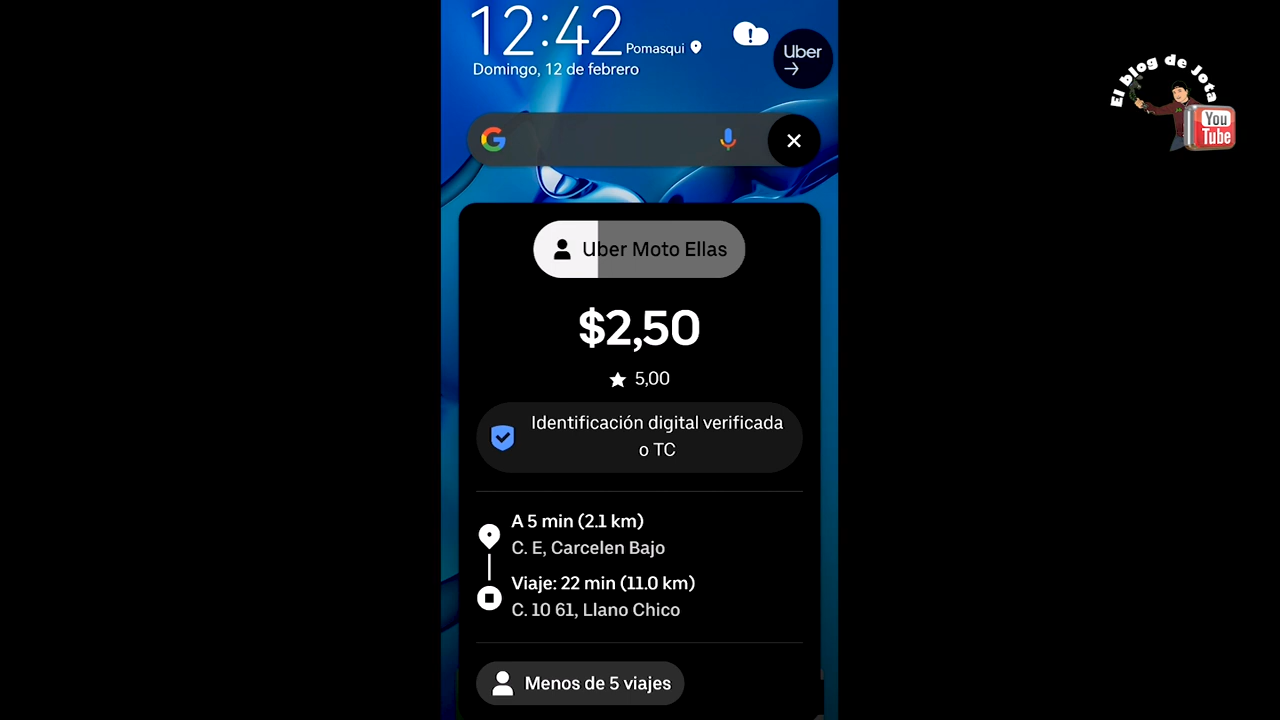 12:42
Pomasqui
Domingo, 12 de febrero
Uber
El blog de Jota
You
Tube
Uber Moto Ellas
$2,50
5,00
Identificación digital verificada
o TC
A 5 min (2.1 km)
C. E, Carcelen Bajo
Viaje: 22 min (11.0 km)
C. 10 61, Llano Chico
Menos de 5 viajes